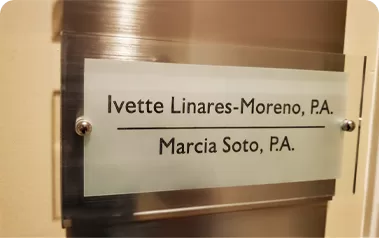 Ivette Linares-Moreno, P.A.
Marcia Soto, P.A.